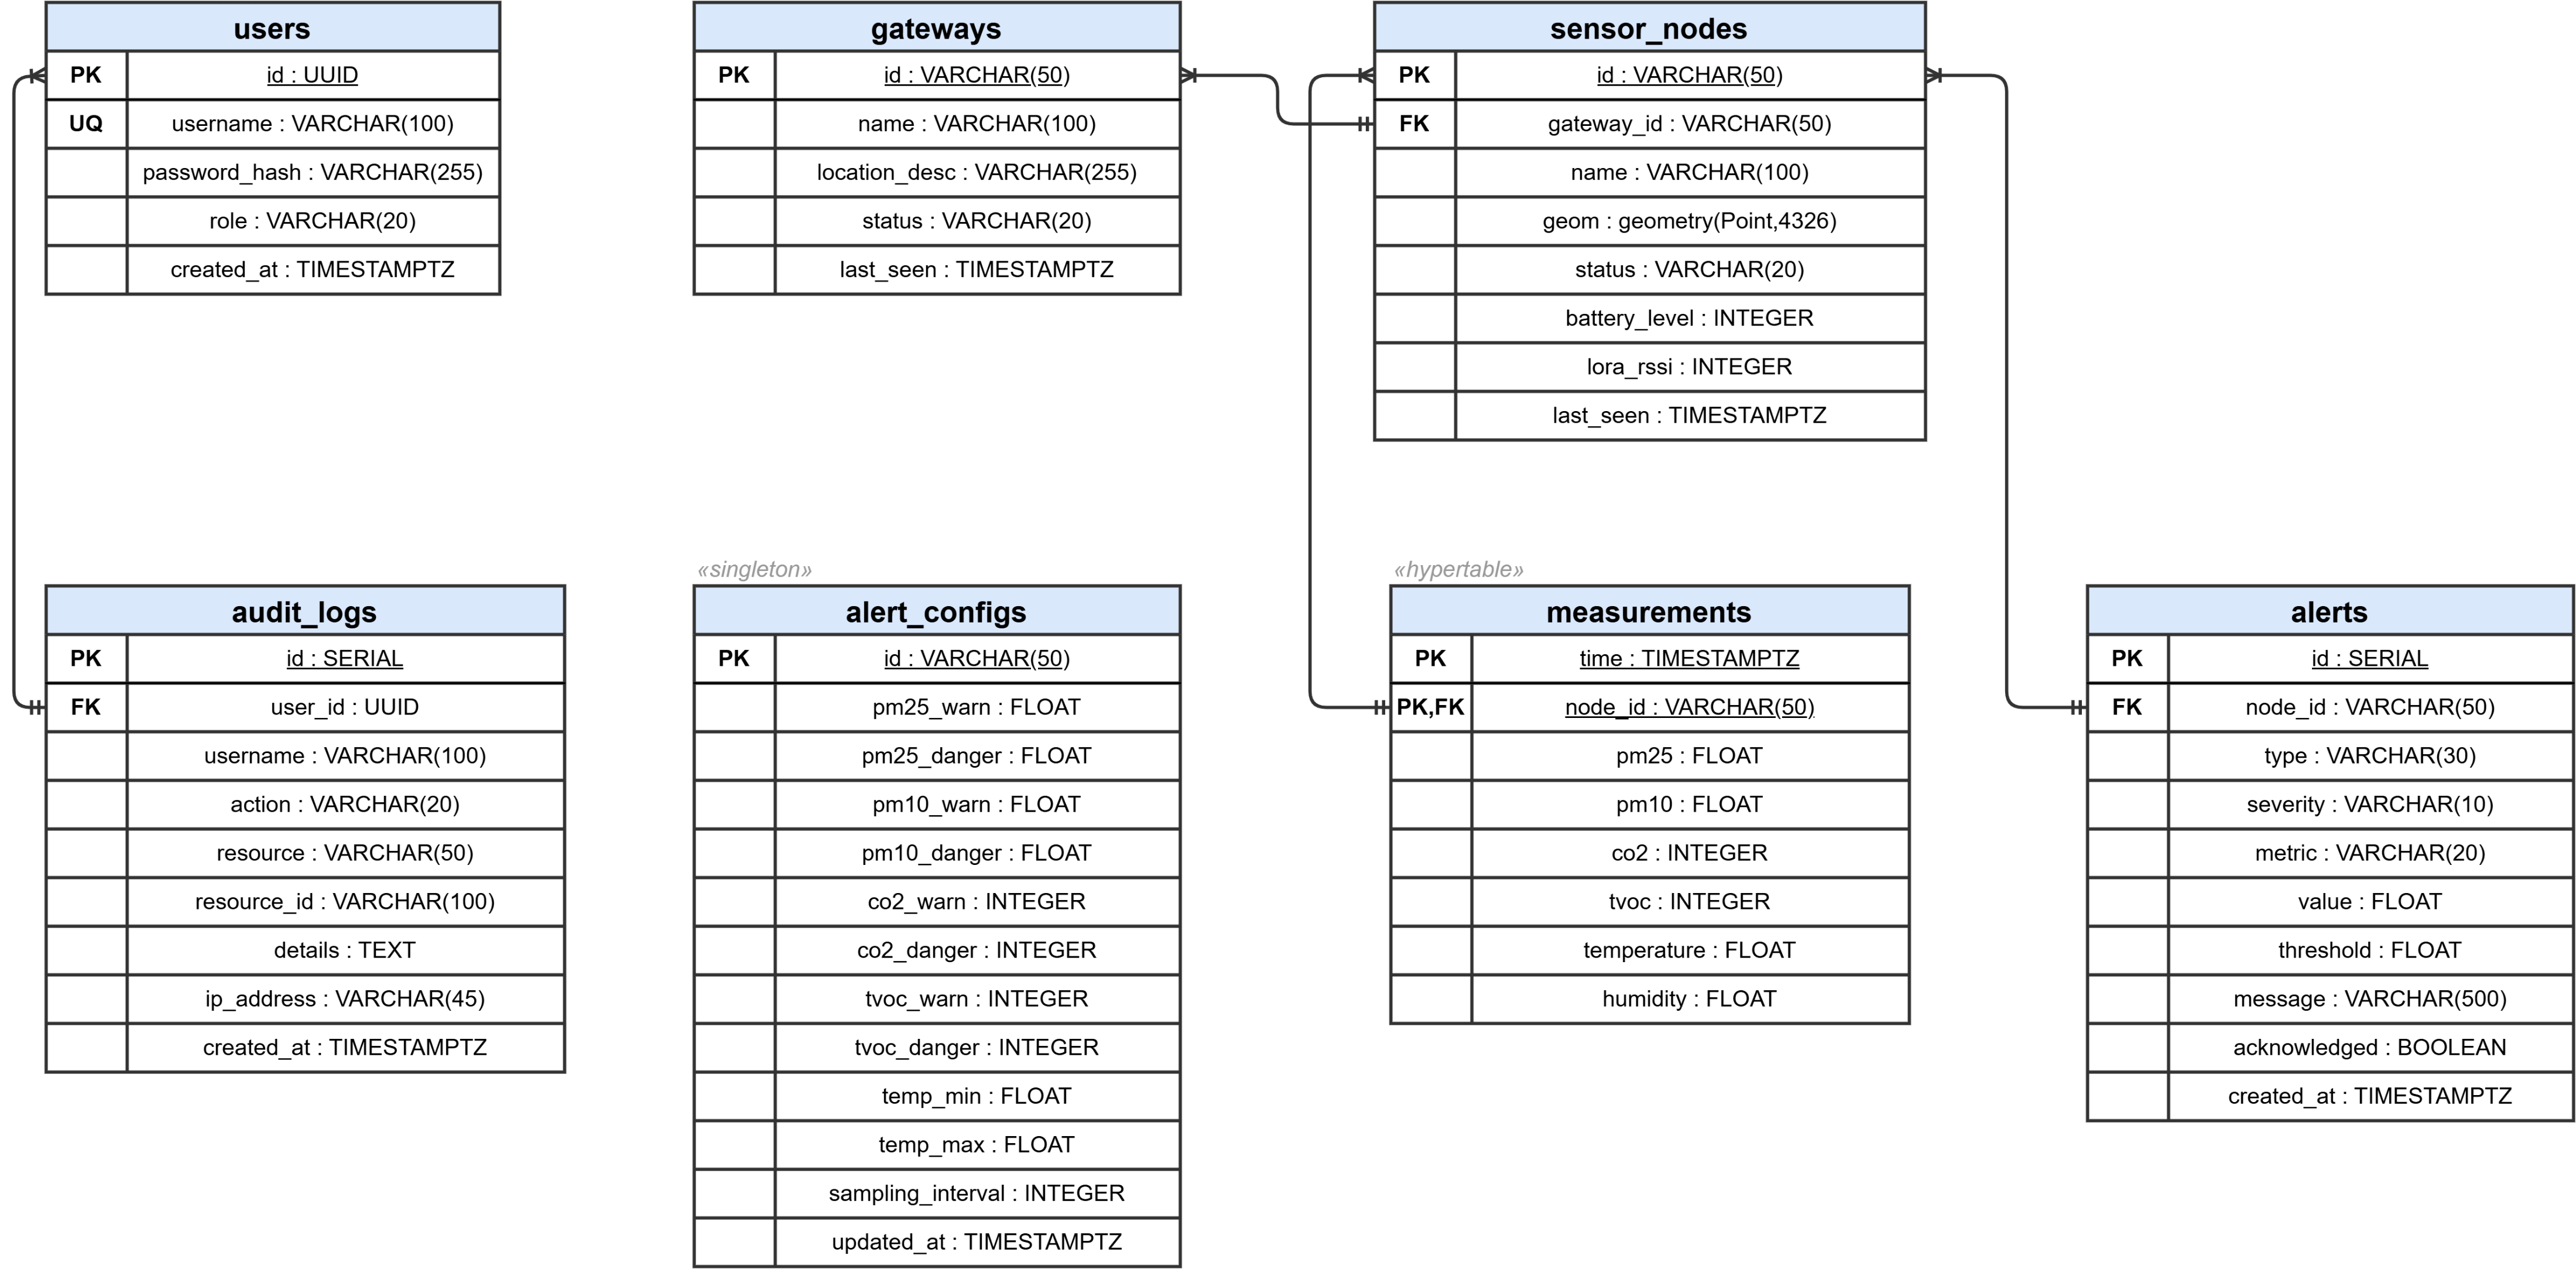 users
PK id : UUID
UQ username : VARCHAR(100)
password_hash : VARCHAR(255)
role : VARCHAR(20)
created_at : TIMESTAMPTZ
gateways
PK id : VARCHAR(50)
name : VARCHAR(100)
location_desc : VARCHAR(255)
status : VARCHAR(20)
last_seen : TIMESTAMPTZ
sensor_nodes
PK id : VARCHAR(50)
FK gateway_id : VARCHAR(50)
name : VARCHAR(100)
geom : geometry(Point,4326)
status : VARCHAR(20)
battery_level : INTEGER
lora_rssi : INTEGER
last_seen : TIMESTAMPTZ
audit_logs
PK id : SERIAL
FK user_id : UUID
username : VARCHAR(100)
action : VARCHAR(20)
resource : VARCHAR(50)
resource_id : VARCHAR(100)
details : TEXT
ip_address : VARCHAR(45)
created_at : TIMESTAMPTZ
«singleton»
alert_configs
PK id : VARCHAR(50)
pm25_warn : FLOAT
pm25_danger : FLOAT
pm10_warn : FLOAT
pm10_danger : FLOAT
co2_warn : INTEGER
co2_danger : INTEGER
tvoc_warn : INTEGER
tvoc_danger : INTEGER
temp_min : FLOAT
temp_max : FLOAT
sampling_interval : INTEGER
updated_at : TIMESTAMPTZ
«hypertable»
measurements
PK time : TIMESTAMPTZ
PK,FK node_id : VARCHAR(50)
pm25 : FLOAT
pm10 : FLOAT
co2 : INTEGER
tvoc : INTEGER
temperature : FLOAT
humidity : FLOAT
alerts
PK id : SERIAL
FK node_id : VARCHAR(50)
type : VARCHAR(30)
severity : VARCHAR(10)
metric : VARCHAR(20)
value : FLOAT
threshold : FLOAT
message : VARCHAR(500)
acknowledged : BOOLEAN
created_at : TIMESTAMPTZ